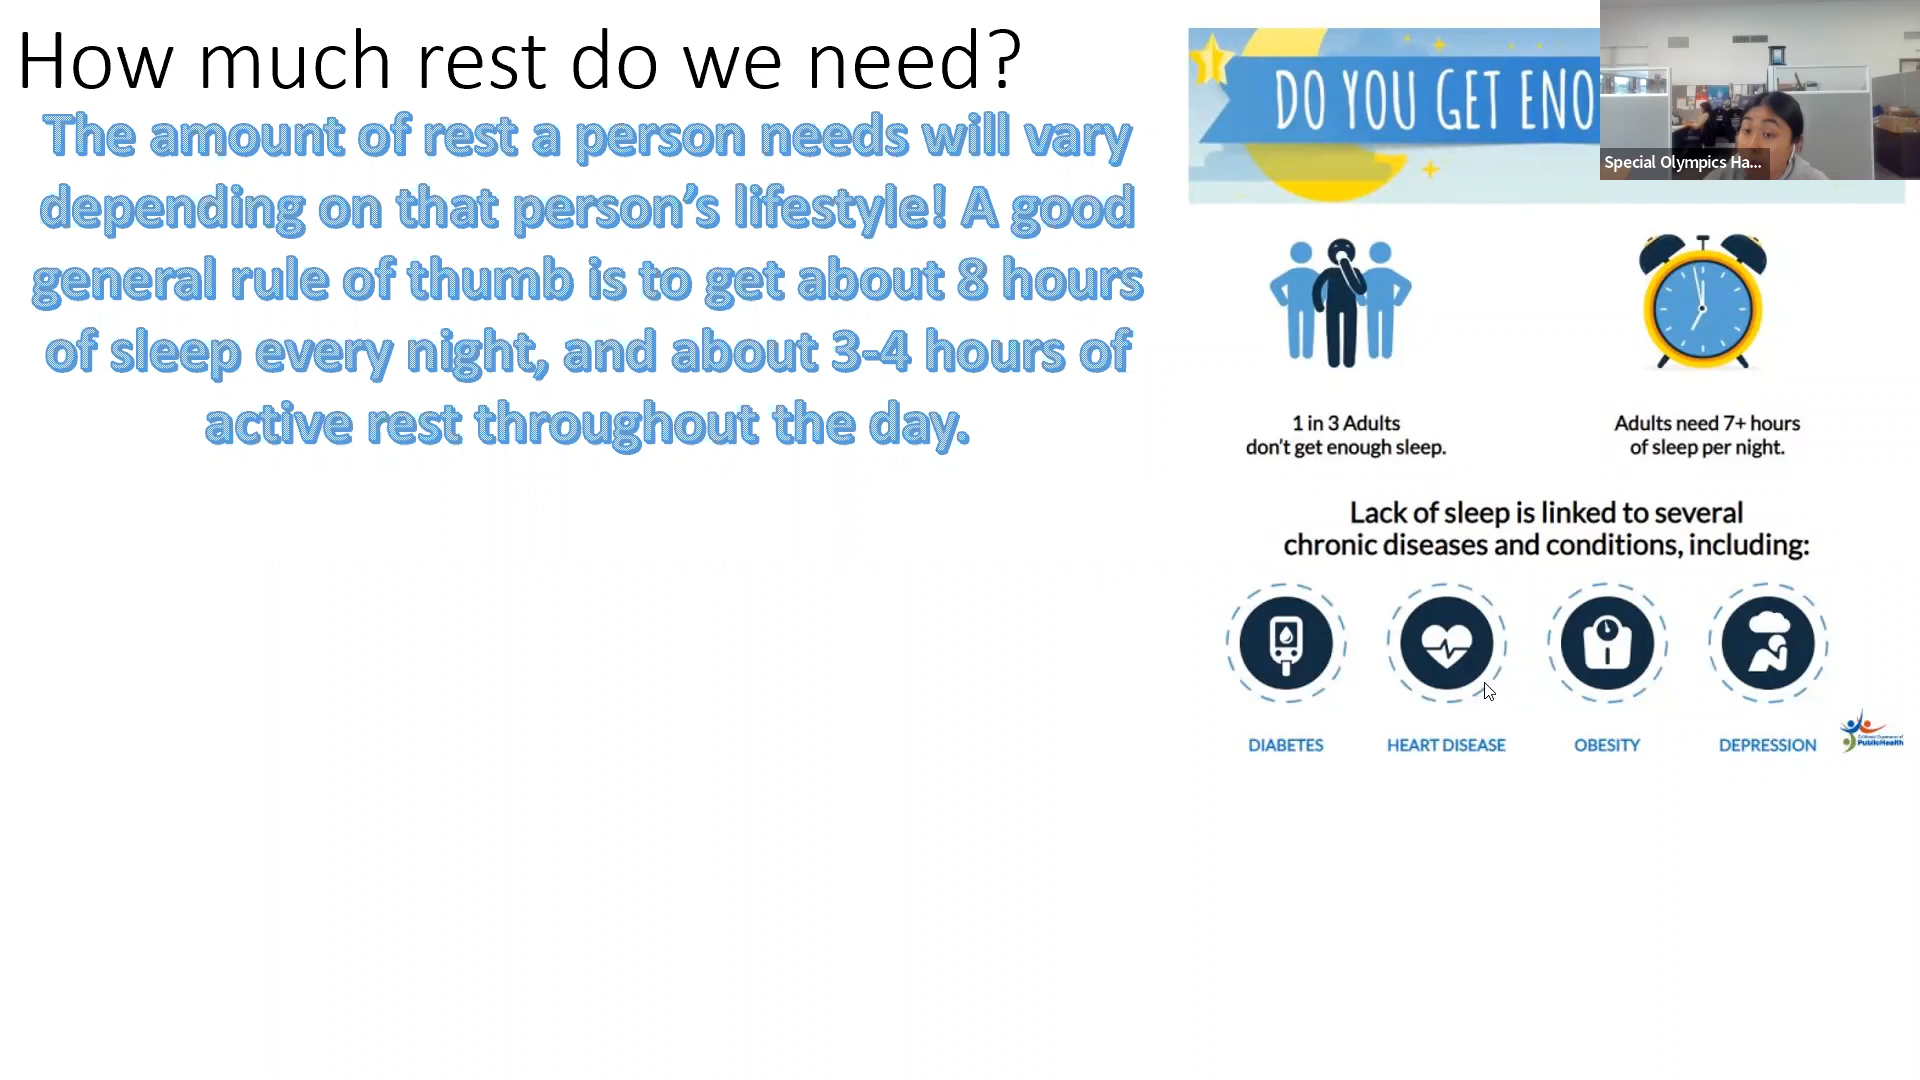 How much rest do we need?
The amount of rest a person needs will vary
depending on that person’s lifestyle! A good
general rule of thumb is to get about 8 hours
of sleep every night, and about 3-4 hours of
active rest throughout the day.
DO YOU GET ENO
Special Olympics Ha...
1 in 3 Adults
don’t get enough sleep.
Adults need 7+ hours
of sleep per night.
Lack of sleep is linked to several
chronic diseases and conditions, including:
DIABETES
HEART DISEASE
OBESITY
DEPRESSION
PublicHealth